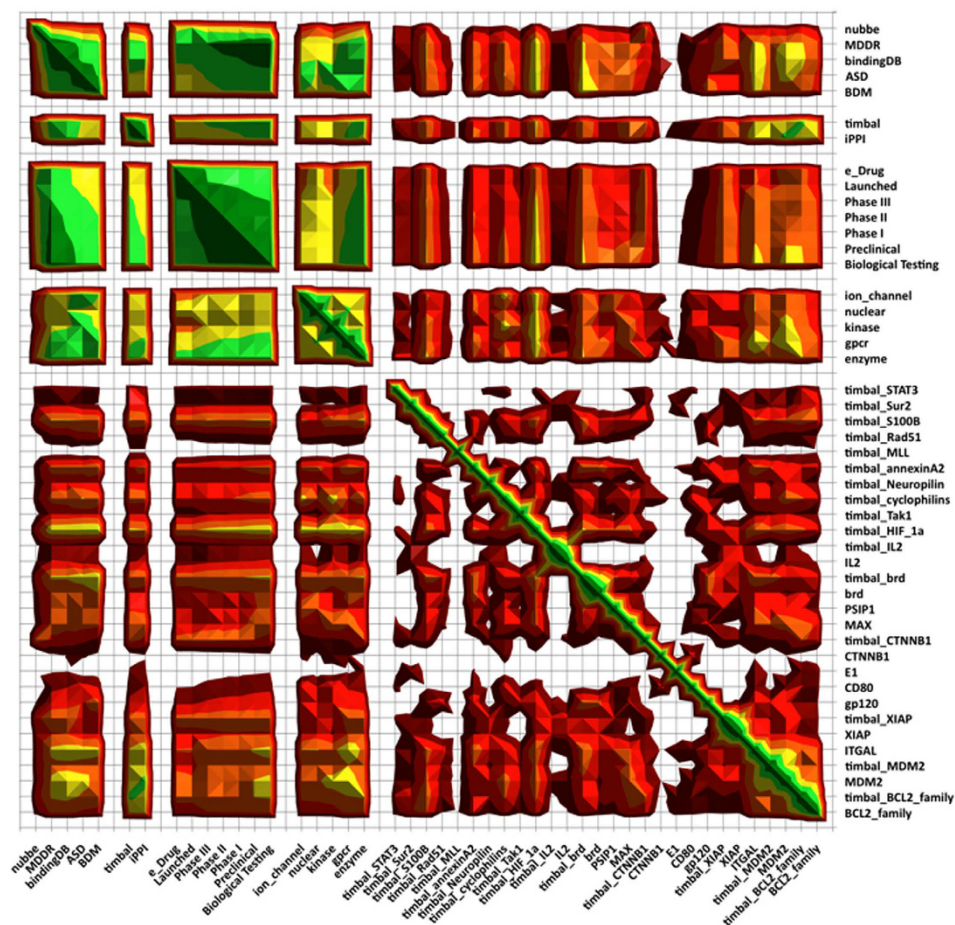 nubbe
MDDR
bindingDB
ASD
BDM
timbal
iPPI
e_Drug
Launched
Phase III
Phase II
Phase I
Preclinical
Biological Testing
ion_channel
nuclear
kinase
gpcr
enzyme
timbal_STAT3
timbal_Sur2
timbal_S100B
timbal_Rad51
timbal_MLL
timbal_annexinA2
timbal_Neuropilin
timbal_cyclophilins
timbal_Tak1
timbal_HIF_1a
timbal_IL2
IL2
timbal_brd
brd
PSIP1
MAX
timbal_CTNNB1
CTNNB1
E1
CD80
gp120
timbal_XIAP
XIAP
ITGAL
timbal_MDM2
MDM2
timbal_BCL2_family
BCL2_family
nubbe
MDDR
bindingDB
ASD
BDM
timbal
iPPI
e_Drug
Launched
Phase III
Phase II
Phase I
Preclinical
Biological Testing
ion_channel
nuclear
kinase
gpcr
enzyme
timbal_STAT3
timbal_Sur2
timbal_S100B
timbal_Rad51
timbal_MLL
timbal_annexinA2
timbal_Neuropilin
timbal_cyclophilins
timbal_Tak1
timbal_HIF_1a
timbal_IL2
IL2
timbal_brd
brd
PSIP1
MAX
timbal_CTNNB1
CTNNB1
E1
CD80
gp120
timbal_XIAP
XIAP
ITGAL
timbal_MDM2
MDM2
timbal_BCL2_family
BCL2_family